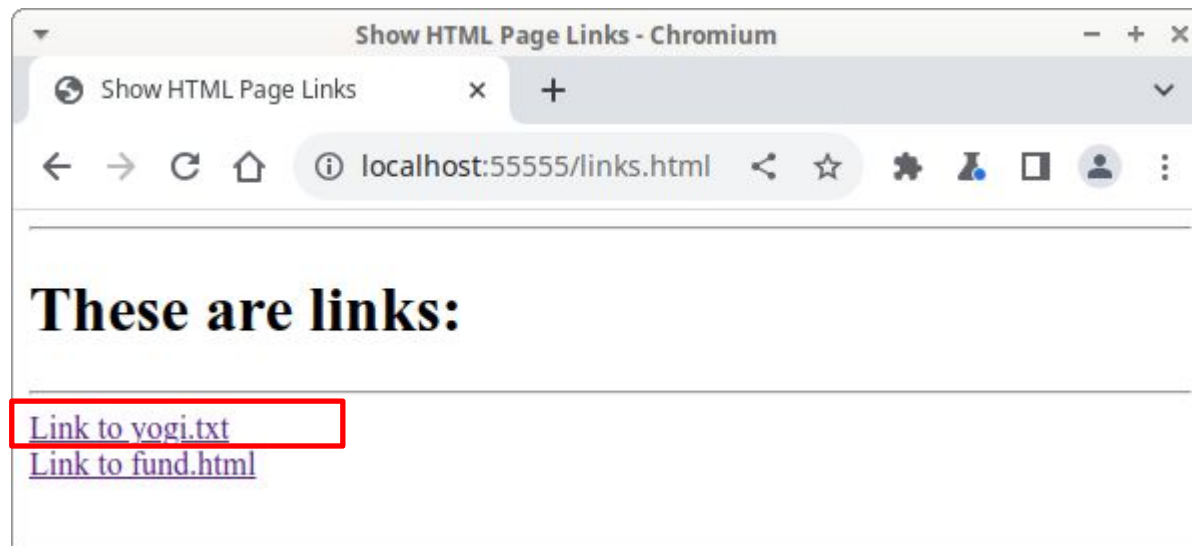 Show HTML Page Links - Chromium
Show HTML Page Links
localhost:55555/links.html
These are links:
Link to yogi.txt
Link to fund.html